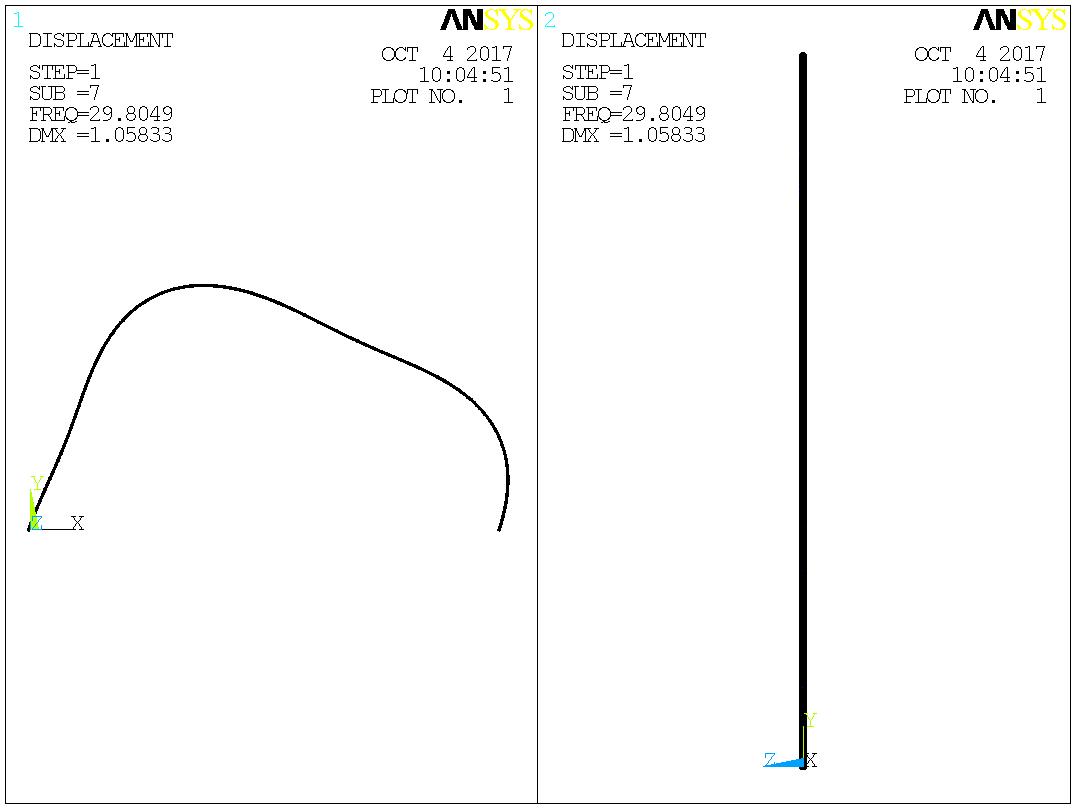 1
ANSYS
DISPLACEMENT
STEP=1
SUB =7
FREQ=29.8049
DMX =1.05833
OCT  4 2017
10:04:51
PLOT NO.   1
Y
Z
X
2
ANSYS
DISPLACEMENT
STEP=1
SUB =7
FREQ=29.8049
DMX =1.05833
OCT  4 2017
10:04:51
PLOT NO.   1
Y
Z
X